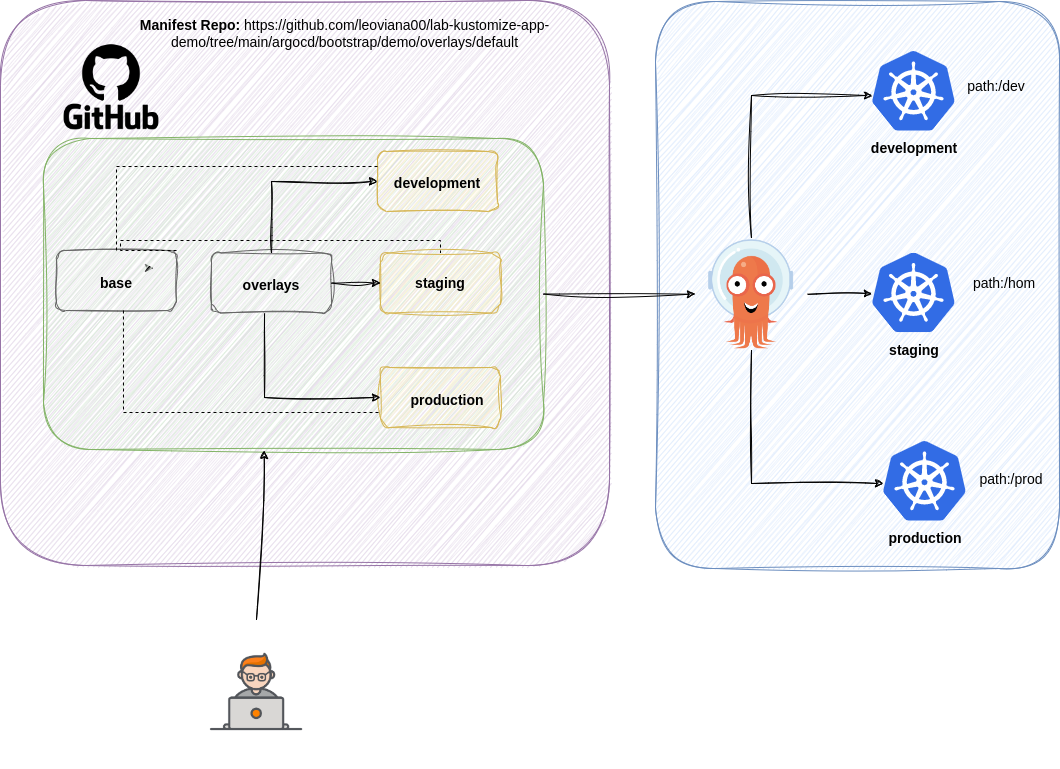 Manifest Repo: https://github.com/leoviana00/lab-kustomize-app-
demo/tree/main/argocd/bootstrap/demo/overlays/default
GitHub
development
base
overlays
staging
production
path:/dev
development
path:/hom
staging
path:/prod
production